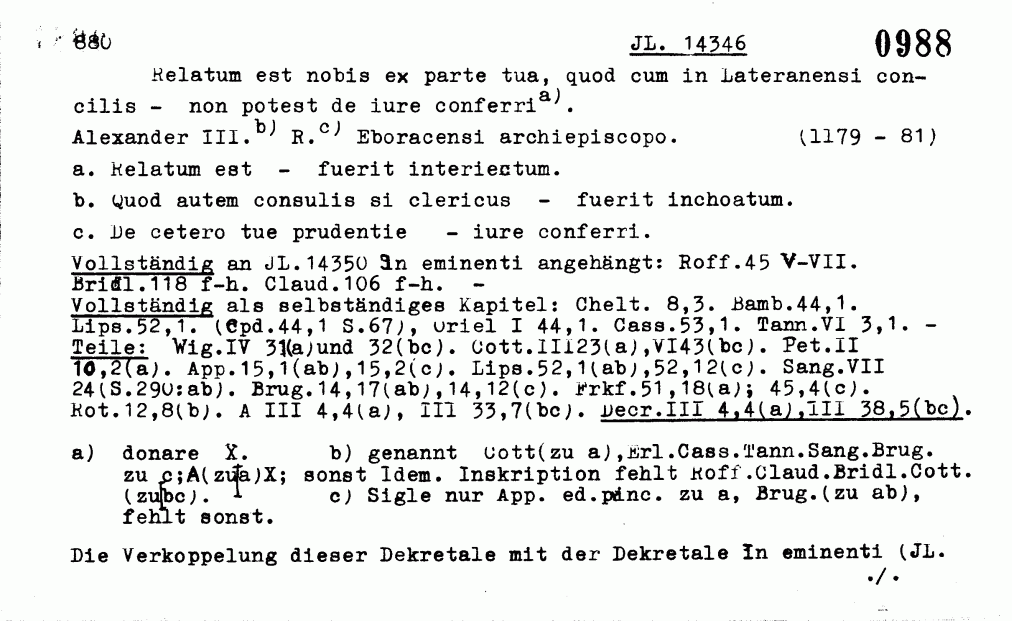 880 JL. 14346 0988
Relatum est nobis ex parte tua, quod cum in Lateranensi con-
cilis - non potest de iure conferri a).
Alexander III. b) R. c) Eboracensi archiepiscopo. (1179 - 81)
a. Relatum est - fuerit interiectum.
b. Quod autem consulis si clericus - fuerit inchoatum.
c. De cetero tue prudentie - iure conferri.
Vollständig an JL.14350 In eminenti angehängt: Roff.45 V-VII.
Bridl.118 f-h. Claud.106 f-h. -
Vollständig als selbständiges Kapitel: Chelt. 8,3. Bamb.44,1.
Lips.52,1. (Cpd.44,1 S.67), Oriel I 44,1. Cass.53,1. Tann.VI 3,1. -
Teile: Wig.IV 31(a)und 32(bc). Cott.III23(a),VI43(bc). Pet.II
10,2(a). App.15,1(ab),15,2(c). Lips.52,1(ab),52,12(c). Sang.VII
24(S.290:ab). Brug.14,17(ab),14,12(c). Frkf.51,18(a); 45,4(c).
Rot.12,8(b). A III 4,4(a), III 33,7(bc). Decr.III 4,4(a),III 38,5(bc).
a) donare X. b) genannt Cott(zu a),Erl.Cass.Tann.Sang.Brug.
zu c;A(zu a)X; sonst Idem. Inskription fehlt Roff.Claud.Bridl.Cott.
(zu bc). c) Sigle nur App. ed.princ. zu a, Brug.(zu ab),
fehlt sonst.
Die Verkoppelung dieser Dekretale mit der Dekretale In eminenti (JL.
./.